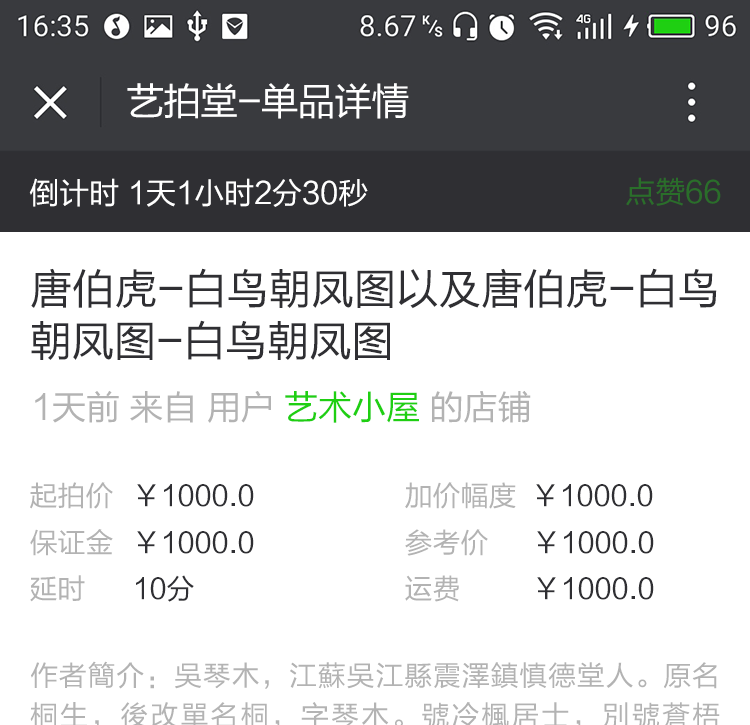 16:35 8.67 K/s 4G 96
艺拍堂-单品详情
倒计时 1天1小时2分30秒 点赞66
唐伯虎-白鸟朝凤图以及唐伯虎-白鸟
朝凤图-白鸟朝凤图
1天前 来自 用户 艺术小屋 的店铺
起拍价 ￥1000.0 加价幅度 ￥1000.0
保证金 ￥1000.0 参考价 ￥1000.0
延时 10分 运费 ￥1000.0
作者簡介：吳琴木，江蘇吳江縣震澤鎮慎德堂人。原名
桐生，後改單名桐，字琴木。號冷楓居士，別號蒼梧